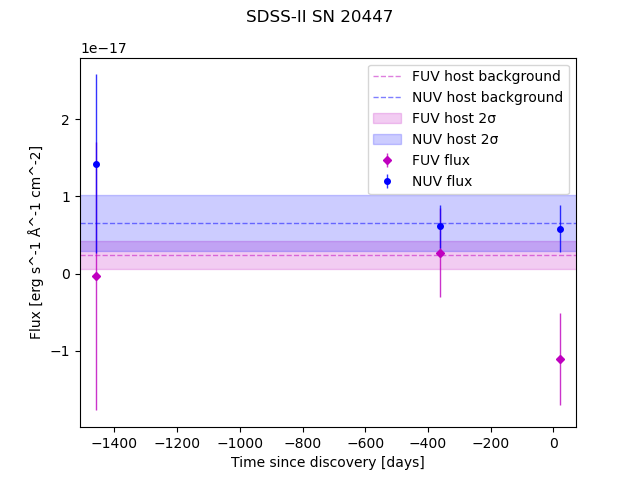 SDSS-II SN 20447
1e−17
FUV host background
NUV host background
FUV host 2σ
NUV host 2σ
FUV flux
NUV flux
2
1
0
−1
Flux [erg s^-1 Å^-1 cm^-2]
−1400 −1200 −1000 −800 −600 −400 −200 0
Time since discovery [days]